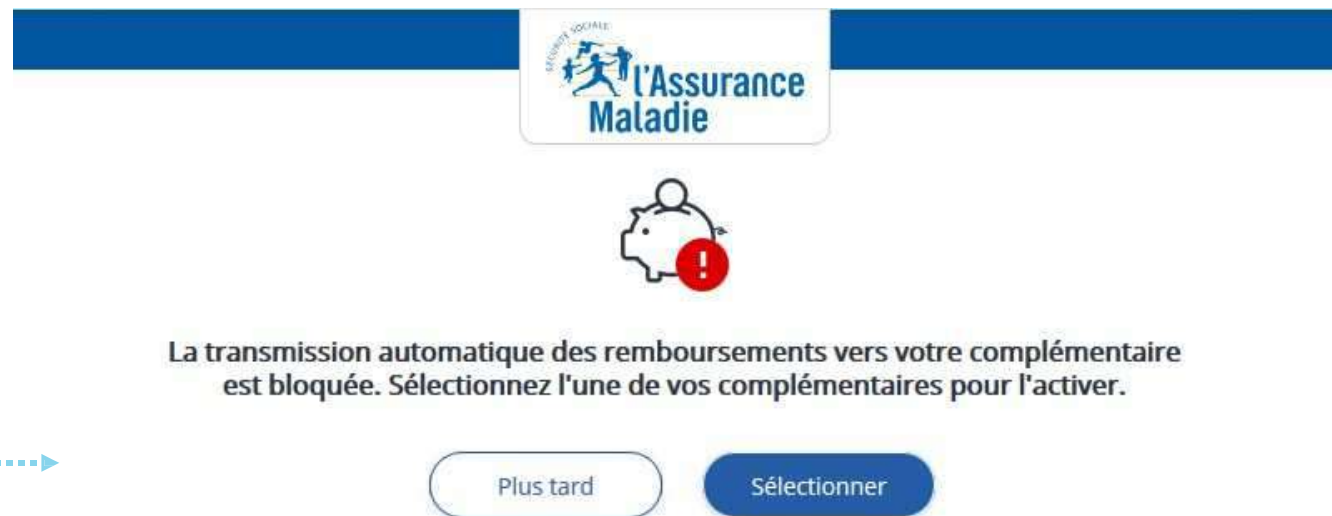 SÉCURITÉ SOCIALE
l'Assurance
Maladie
La transmission automatique des remboursements vers votre complémentaire
est bloquée. Sélectionnez l'une de vos complémentaires pour l'activer.
Plus tard
Sélectionner